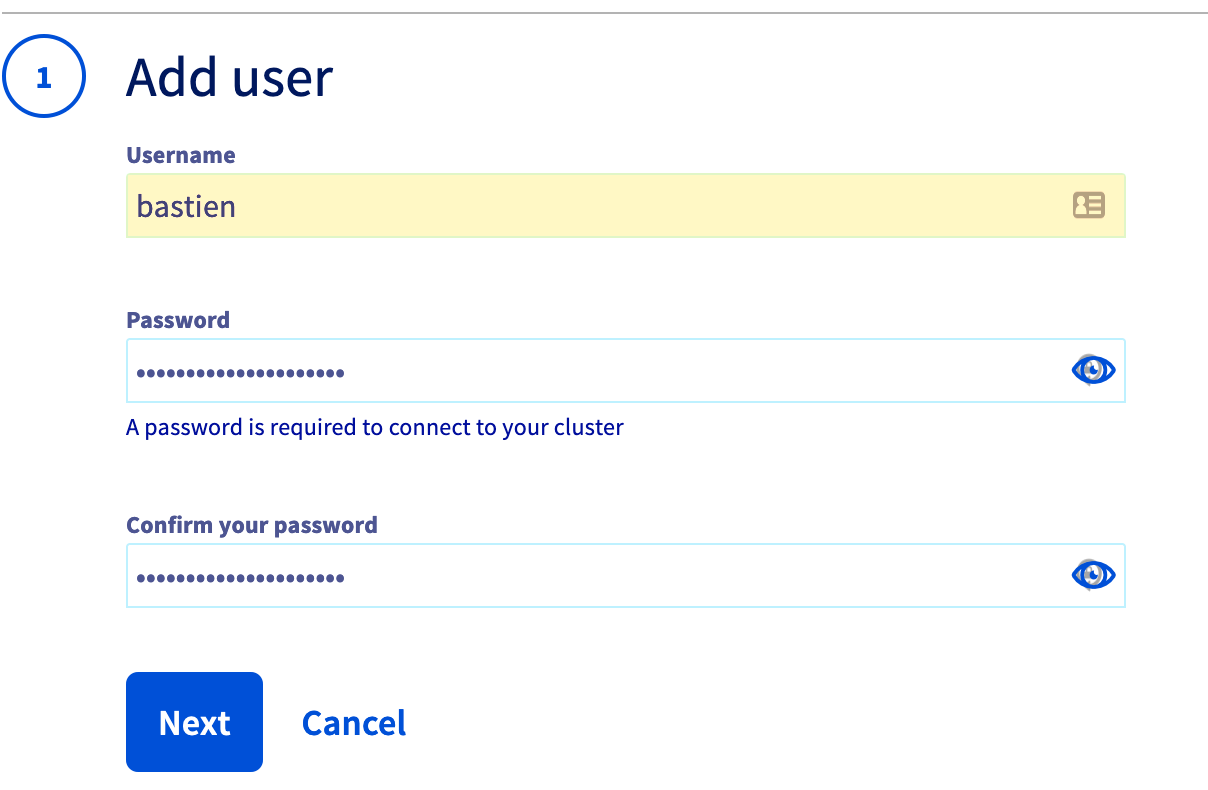 1
Add user
Username
bastien
Password
•••••••••••••••••••••
A password is required to connect to your cluster
Confirm your password
•••••••••••••••••••••
Next Cancel